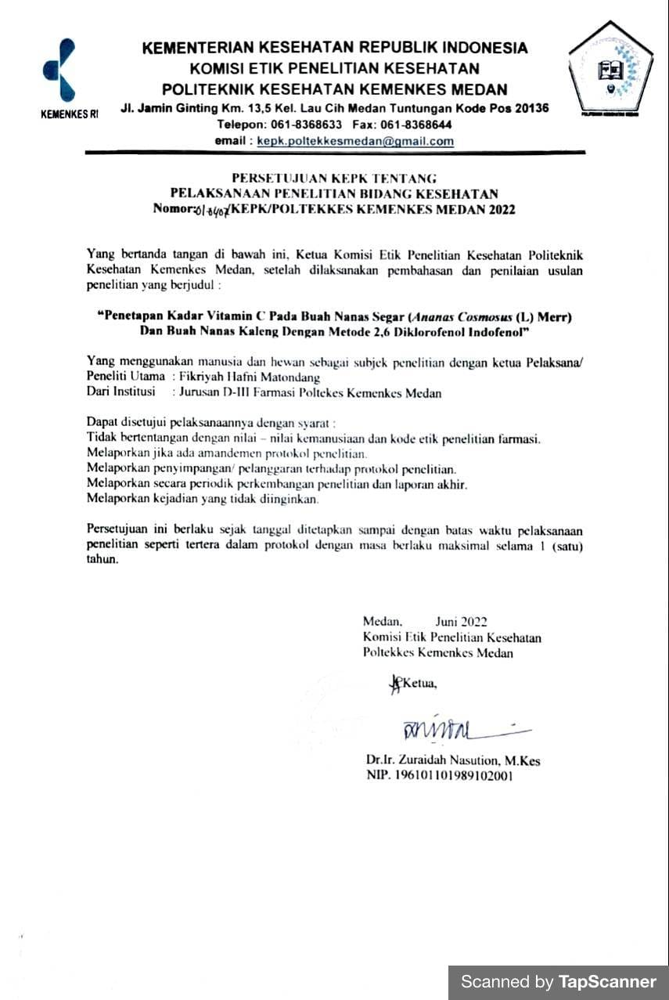 KEMENTERIAN KESEHATAN REPUBLIK INDONESIA
KOMISI ETIK PENELITIAN KESEHATAN
POLITEKNIK KESEHATAN KEMENKES MEDAN
KEMENKES RI
Jl. Jamin Ginting Km. 13,5 Kel. Lau Cih Medan Tuntungan Kode Pos 20136
Telepon: 061-8368633 Fax: 061-8368644
email : kepk.poltekkesmedan@gmail.com
PERSETUJUAN KEPK TENTANG
PELAKSANAAN PENELITIAN BIDANG KESEHATAN
Nomor: /KEPK/POLTEKKES KEMENKES MEDAN 2022
Yang bertanda tangan di bawah ini, Ketua Komisi Etik Penelitian Kesehatan Politeknik
Kesehatan Kemenkes Medan, setelah dilaksanakan pembahasan dan penilaian usulan
penelitian yang berjudul :
“Penetapan Kadar Vitamin C Pada Buah Nanas Segar (Ananas Cosmosus (L) Merr)
Dan Buah Nanas Kaleng Dengan Metode 2,6 Diklorofenol Indofenol”
Yang menggunakan manusia dan hewan sebagai subjek penelitian dengan ketua Pelaksana/
Peneliti Utama : Fikriyah Hafni Matondang
Dari Institusi : Jurusan D-III Farmasi Poltekes Kemenkes Medan
Dapat disetujui pelaksanaannya dengan syarat :
Tidak bertentangan dengan nilai – nilai kemanusiaan dan kode etik penelitian farmasi.
Melaporkan jika ada amandemen protokol penelitian.
Melaporkan penyimpangan/ pelanggaran terhadap protokol penelitian.
Melaporkan secara periodik perkembangan penelitian dan laporan akhir.
Melaporkan kejadian yang tidak diinginkan.
Persetujuan ini berlaku sejak tanggal ditetapkan sampai dengan batas waktu pelaksanaan
penelitian seperti tertera dalam protokol dengan masa berlaku maksimal selama 1 (satu)
tahun.
Medan, Juni 2022
Komisi Etik Penelitian Kesehatan
Poltekkes Kemenkes Medan
Ketua,
Dr.Ir. Zuraidah Nasution, M.Kes
NIP. 196101101989102001
Scanned by TapScanner